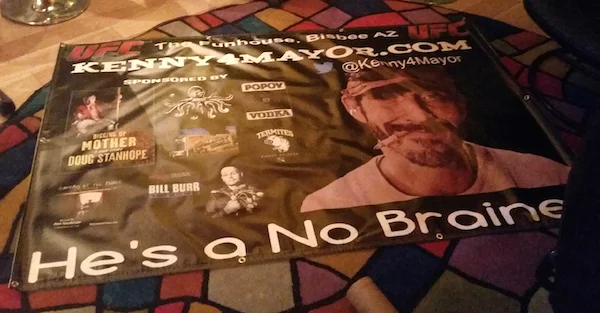 UFC The Funhouse, Bisbee AZ UFC
KENNY4MAYOR.COM
@Kenny4Mayor
SPONSORED BY
POPOV
VODKA
DIGGING UP
MOTHER
DOUG STANHOPE
TERMITES
BILL BURR
He's a No Braine